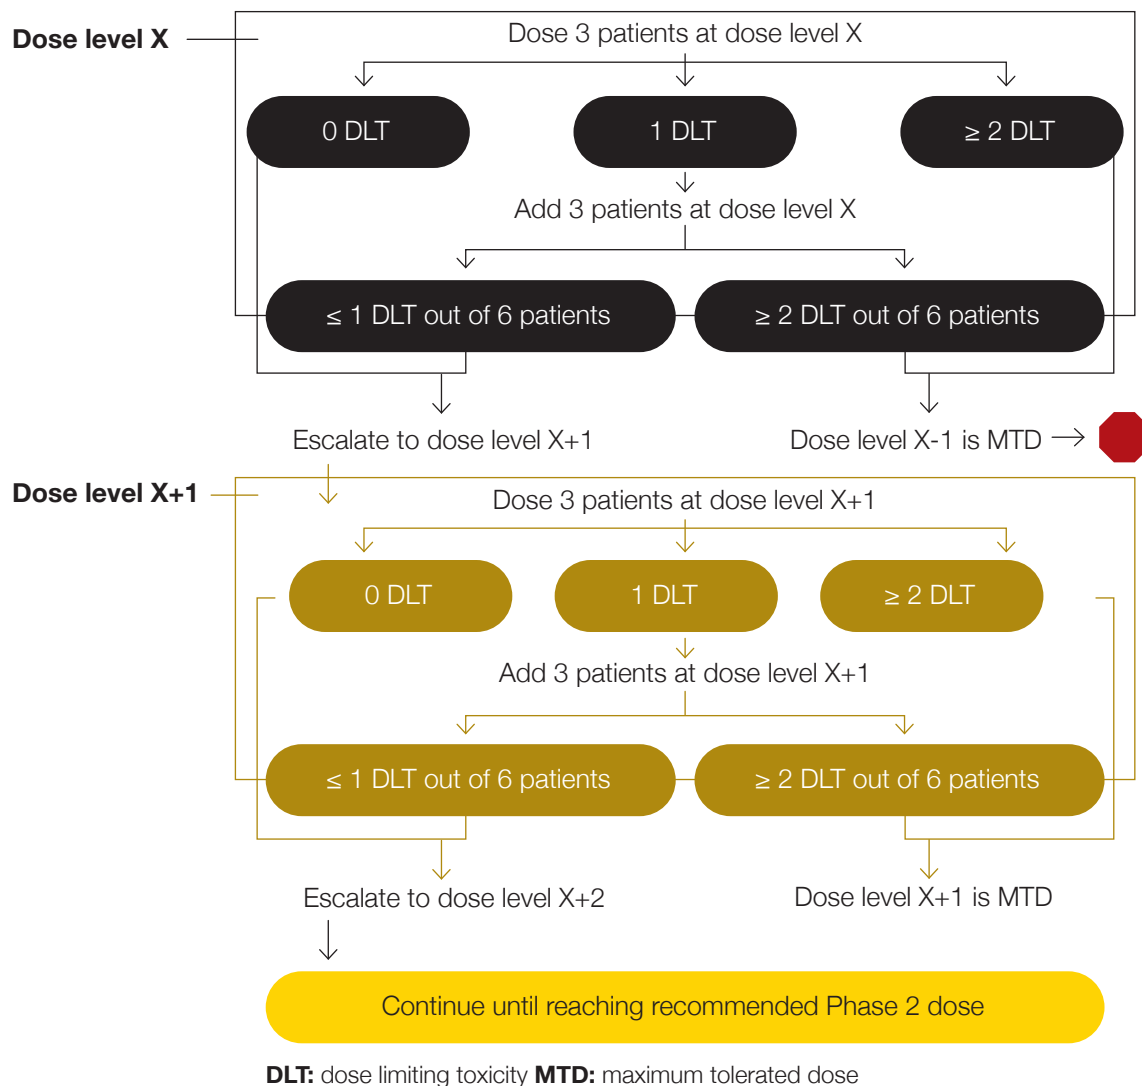 Dose level X
Dose 3 patients at dose level X
0 DLT
1 DLT
≥ 2 DLT
Add 3 patients at dose level X
≤ 1 DLT out of 6 patients
≥ 2 DLT out of 6 patients
Escalate to dose level X+1
Dose level X-1 is MTD
Dose level X+1
Dose 3 patients at dose level X+1
0 DLT
1 DLT
≥ 2 DLT
Add 3 patients at dose level X+1
≤ 1 DLT out of 6 patients
≥ 2 DLT out of 6 patients
Escalate to dose level X+2
Dose level X+1 is MTD
Continue until reaching recommended Phase 2 dose
DLT: dose limiting toxicity MTD: maximum tolerated dose